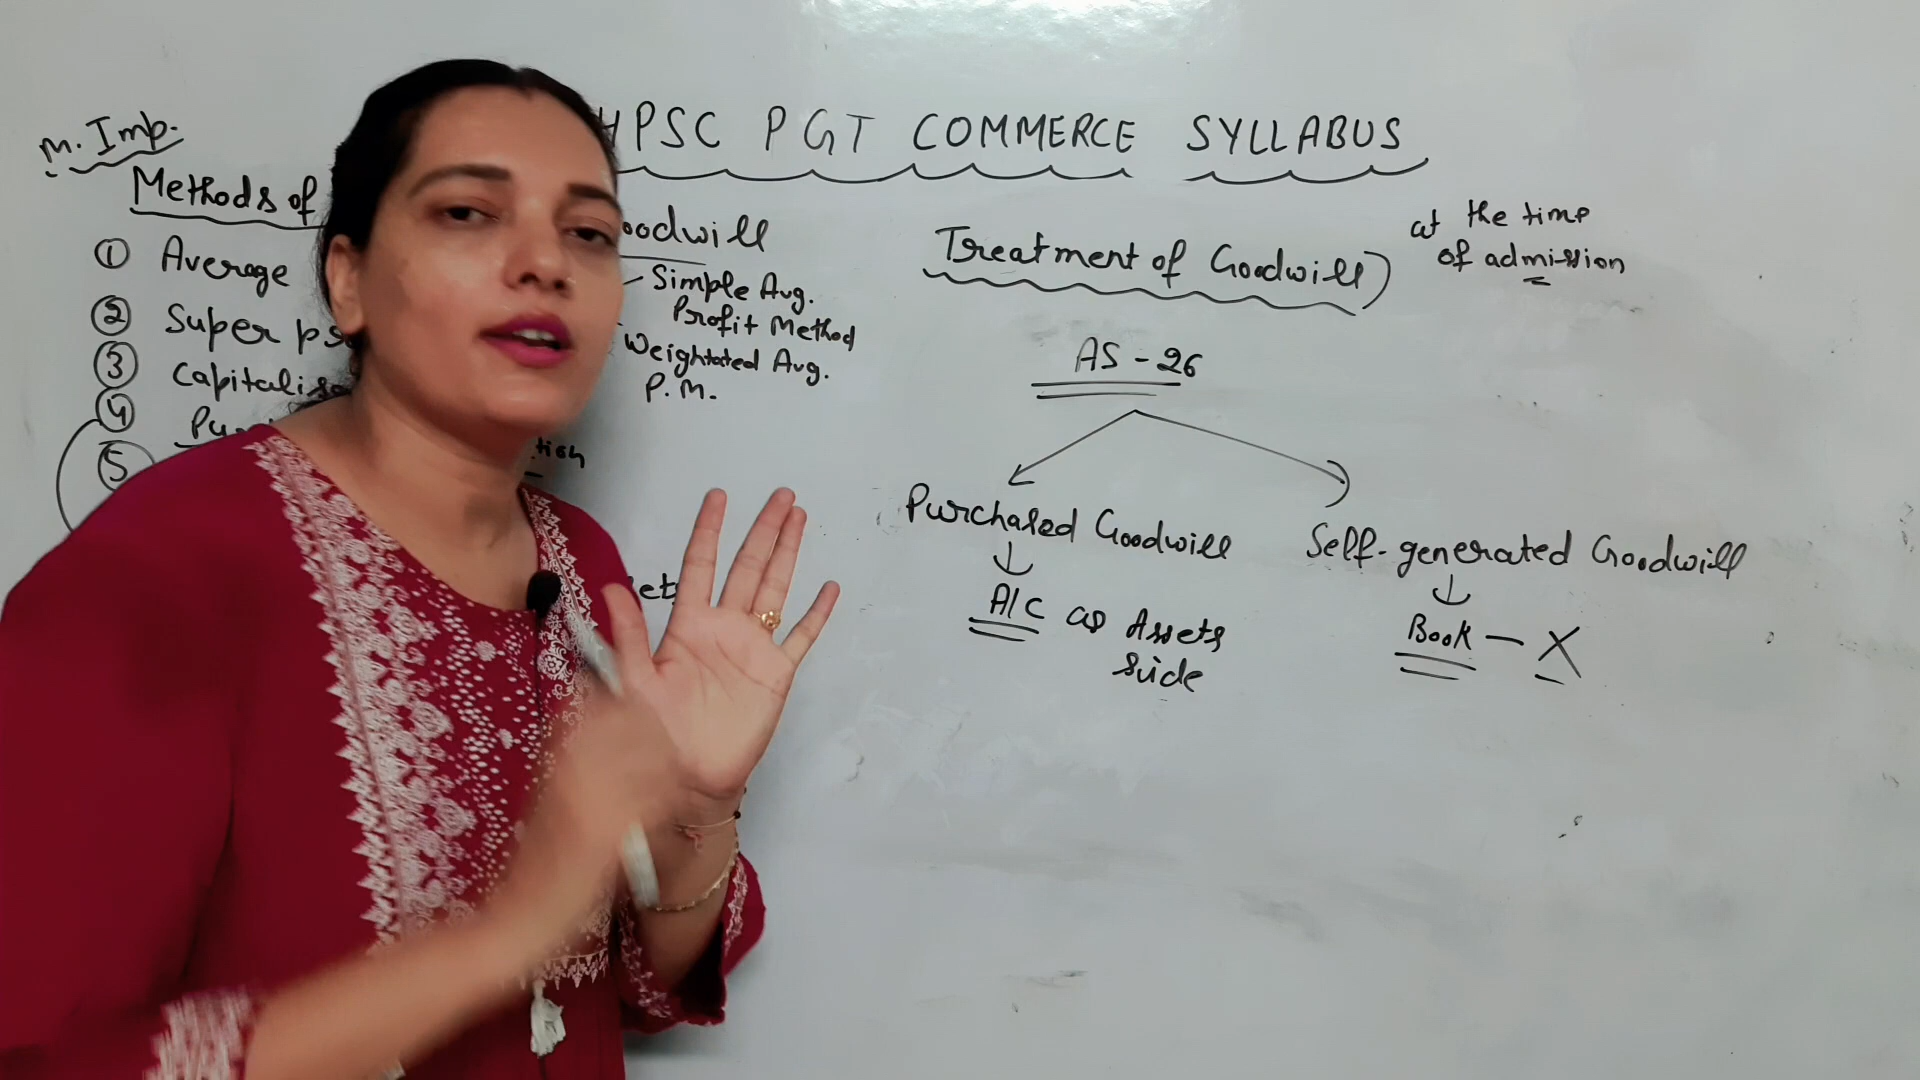 HPSC PGT COMMERCE SYLLABUS
M. Imp.
Methods of
① Average
② Super
③
④
⑤
Simple Avg.
Profit Method
Weightated Avg.
P.M.
Treatment of Goodwill)
at the time
of admission
AS-26
Purchased Goodwill
A/C as Assets
side
Self-generated Goodwill
Book - X